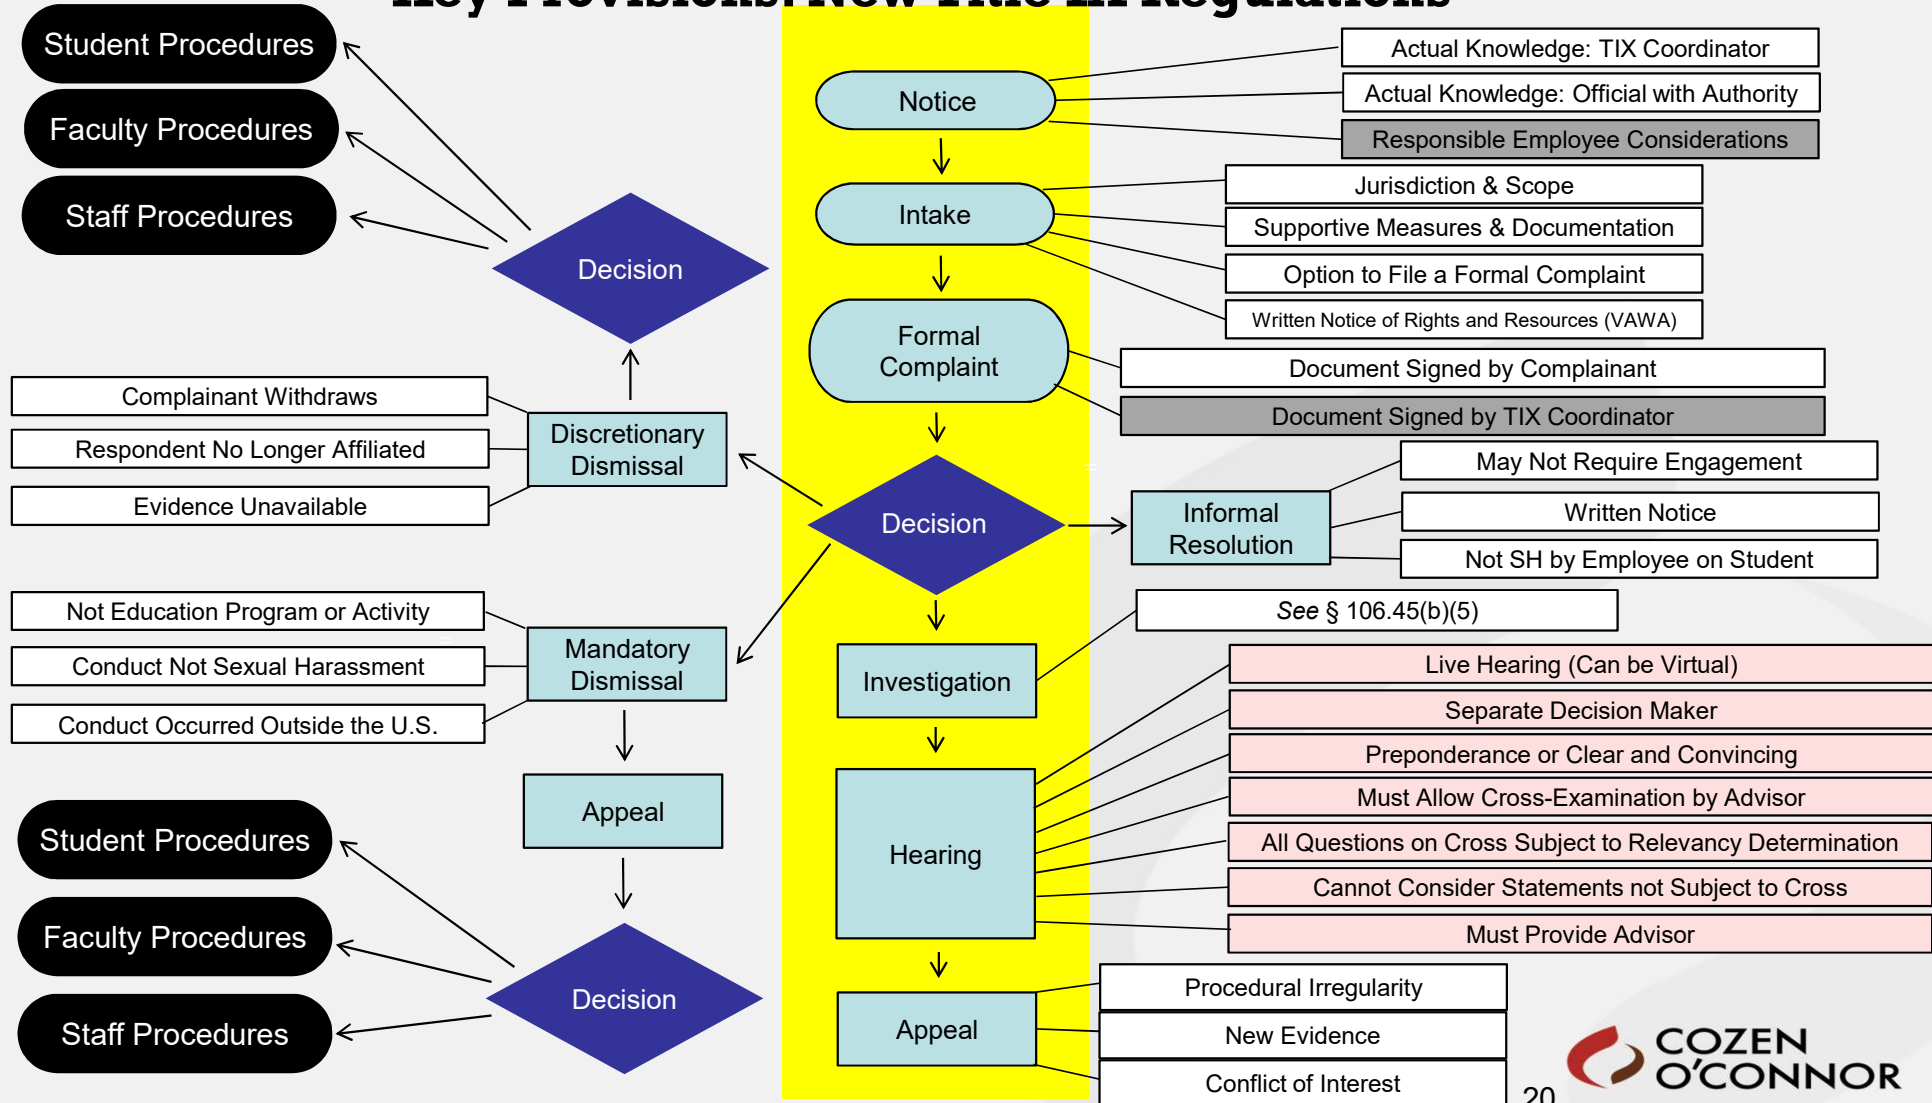 Key Provisions: New Title IX Regulations
Student Procedures
Faculty Procedures
Staff Procedures
Decision
Complainant Withdraws
Respondent No Longer Affiliated
Evidence Unavailable
Discretionary
Dismissal
Not Education Program or Activity
Conduct Not Sexual Harassment
Conduct Occurred Outside the U.S.
Mandatory
Dismissal
Appeal
Student Procedures
Faculty Procedures
Staff Procedures
Decision
Notice
Intake
Formal
Complaint
Decision
Investigation
Hearing
Appeal
Actual Knowledge: TIX Coordinator
Actual Knowledge: Official with Authority
Responsible Employee Considerations
Jurisdiction & Scope
Supportive Measures & Documentation
Option to File a Formal Complaint
Written Notice of Rights and Resources (VAWA)
Document Signed by Complainant
Document Signed by TIX Coordinator
Informal
Resolution
May Not Require Engagement
Written Notice
Not SH by Employee on Student
See § 106.45(b)(5)
Live Hearing (Can be Virtual)
Separate Decision Maker
Preponderance or Clear and Convincing
Must Allow Cross-Examination by Advisor
All Questions on Cross Subject to Relevancy Determination
Cannot Consider Statements not Subject to Cross
Must Provide Advisor
Procedural Irregularity
New Evidence
Conflict of Interest
20
COZEN
O'CONNOR